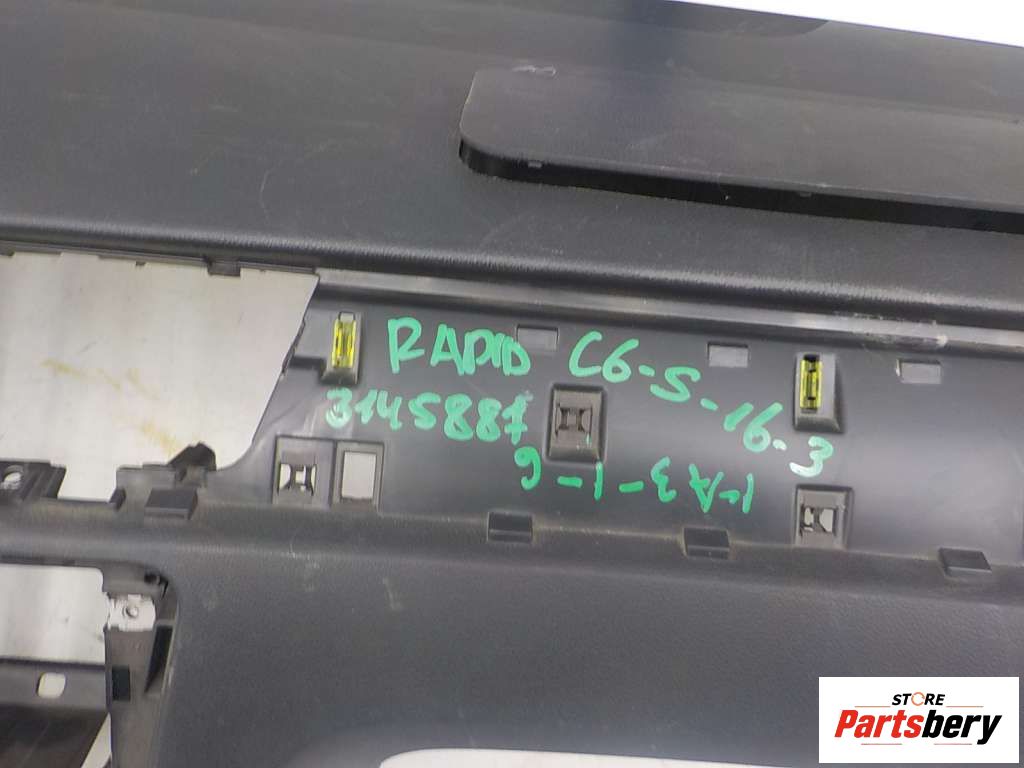 RAPID C6-S-16-3
3145887
1-A3-1-6
STORE
Partsbery